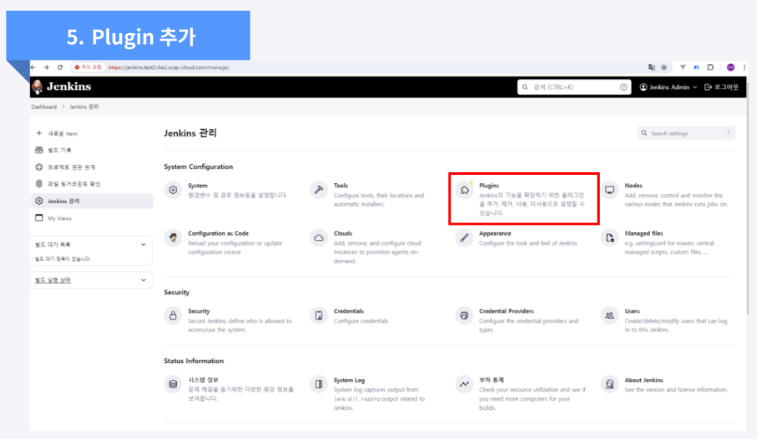 5. Plugin 추가
주의 요함 https://jenkins.test2.rke2.ccap-cloud.com/manage/
Jenkins
검색 (CTRL+K)
Jenkins Admin
로그아웃
Dashboard > Jenkins 관리
새로운 Item
빌드 기록
프로젝트 연관 관계
파일 핑거프린트 확인
Jenkins 관리
My Views
빌드 대기 목록
빌드 대기 항목이 없습니다.
빌드 실행 상태
Jenkins 관리
Search settings
/
System Configuration
System
환경변수 및 경로 정보등을 설정합니다.
Tools
Configure tools, their locations and
automatic installers.
Plugins
Jenkins의 기능을 확장하기 위한 플러그인
을 추가, 제거, 사용, 미사용으로 설정할 수
있습니다.
Nodes
Add, remove, control and monitor the
various nodes that Jenkins runs jobs on.
Configuration as Code
Reload your configuration or update
configuration source
Clouds
Add, remove, and configure cloud
instances to provision agents on-
demand.
Appearance
Configure the look and feel of Jenkins
Managed files
e.g. settings.xml for maven, central
managed scripts, custom files, ...
Security
Security
Secure Jenkins; define who is allowed to
access/use the system.
Credentials
Configure credentials
Credential Providers
Configure the credential providers and
types
Users
Create/delete/modify users that can log
in to this Jenkins.
Status Information
시스템 정보
문제 해결을 돕기위한 다양한 환경 정보를
보여줍니다.
System Log
System log captures output from
java.util.logging output related to
Jenkins.
부하 통계
Check your resource utilization and see if
you need more computers for your
builds.
About Jenkins
See the version and license information.